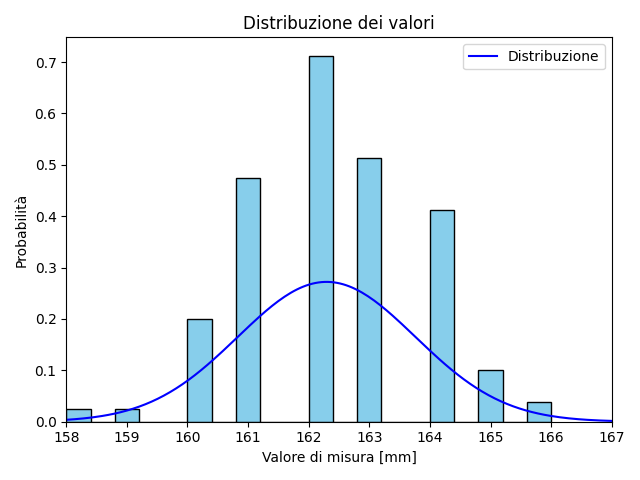 Distribuzione dei valori
Distribuzione
Probabilità
0.7
0.6
0.5
0.4
0.3
0.2
0.1
0.0
158 159 160 161 162 163 164 165 166 167
Valore di misura [mm]